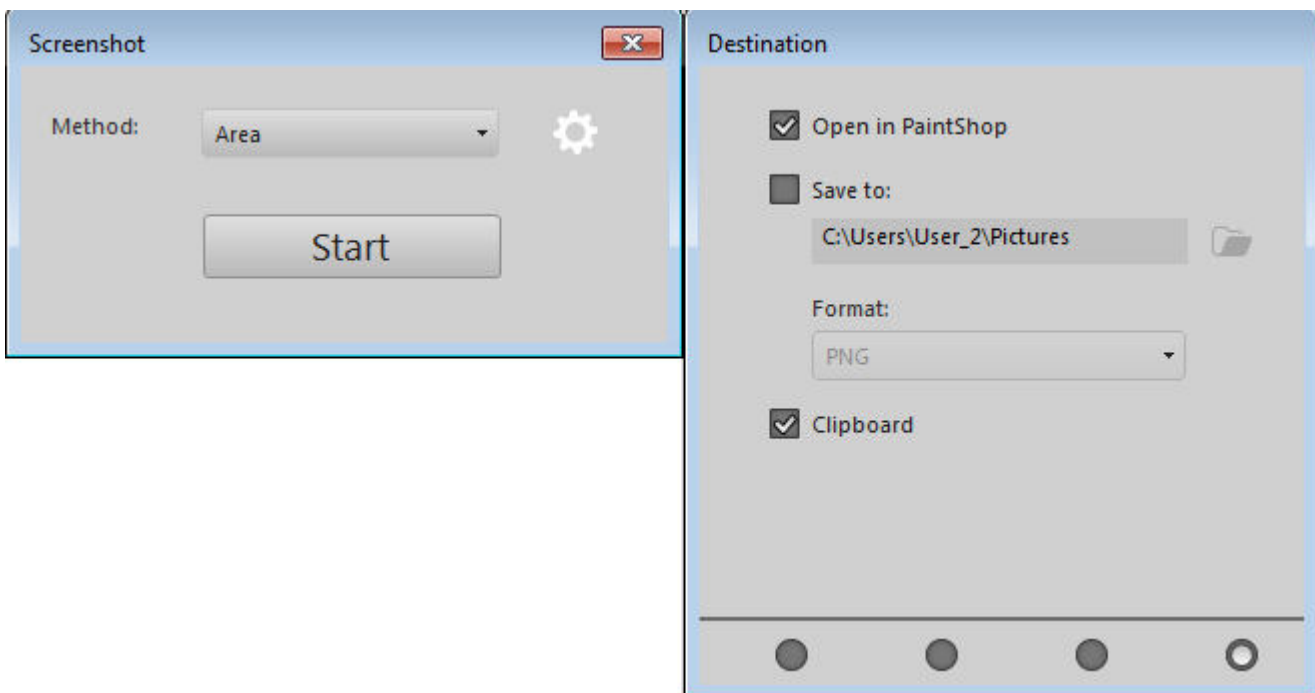 Screenshot
Method:
Area
Start
Destination
Open in PaintShop
Save to:
C:\Users\User_2\Pictures
Format:
PNG
Clipboard